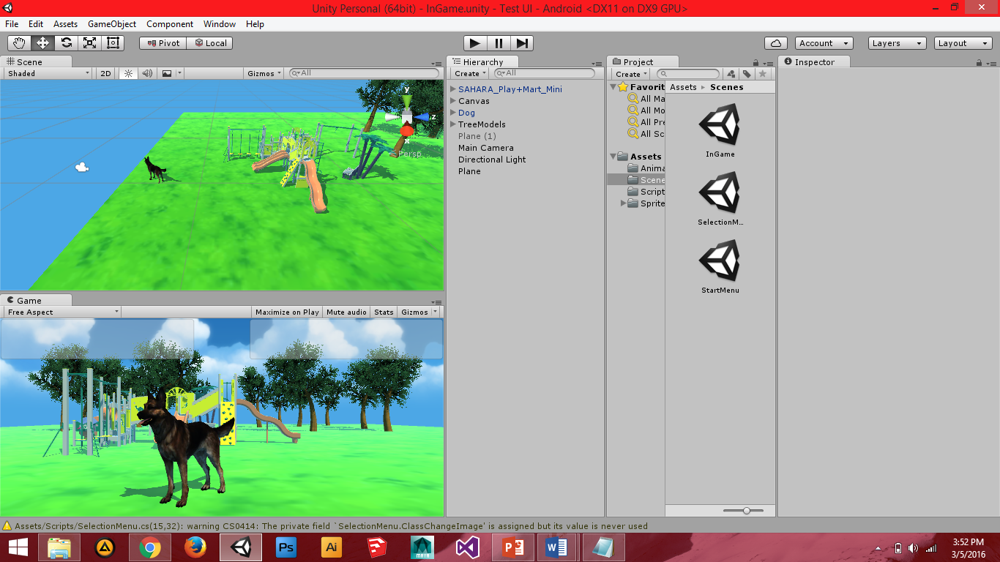 Unity Personal (64bit) - InGame.unity - Test UI - Android <DX11 on DX9 GPU>
File Edit Assets GameObject Component Window Help
Pivot Local Account Layers Layout
Scene
Shaded 2D Gizmos All
y
z
x
Persp
Game
Free Aspect Maximize on Play Mute audio Stats Gizmos
Hierarchy
Create All
SAHARA_Play+Mart_Mini
Canvas
Dog
TreeModels
Plane (1)
Main Camera
Directional Light
Plane
Project
Create
Favorit
All Ma
All Mo
All Pre
All Sc
Assets
Anima
Scene
Script
Sprite
Assets Scenes
InGame
SelectionM...
StartMenu
Inspector
Assets/Scripts/SelectionMenu.cs(15,32): warning CS0414: The private field `SelectionMenu.ClassChangeImage' is assigned but its value is never used
Ps Ai MAYA P W
3:52 PM
3/5/2016